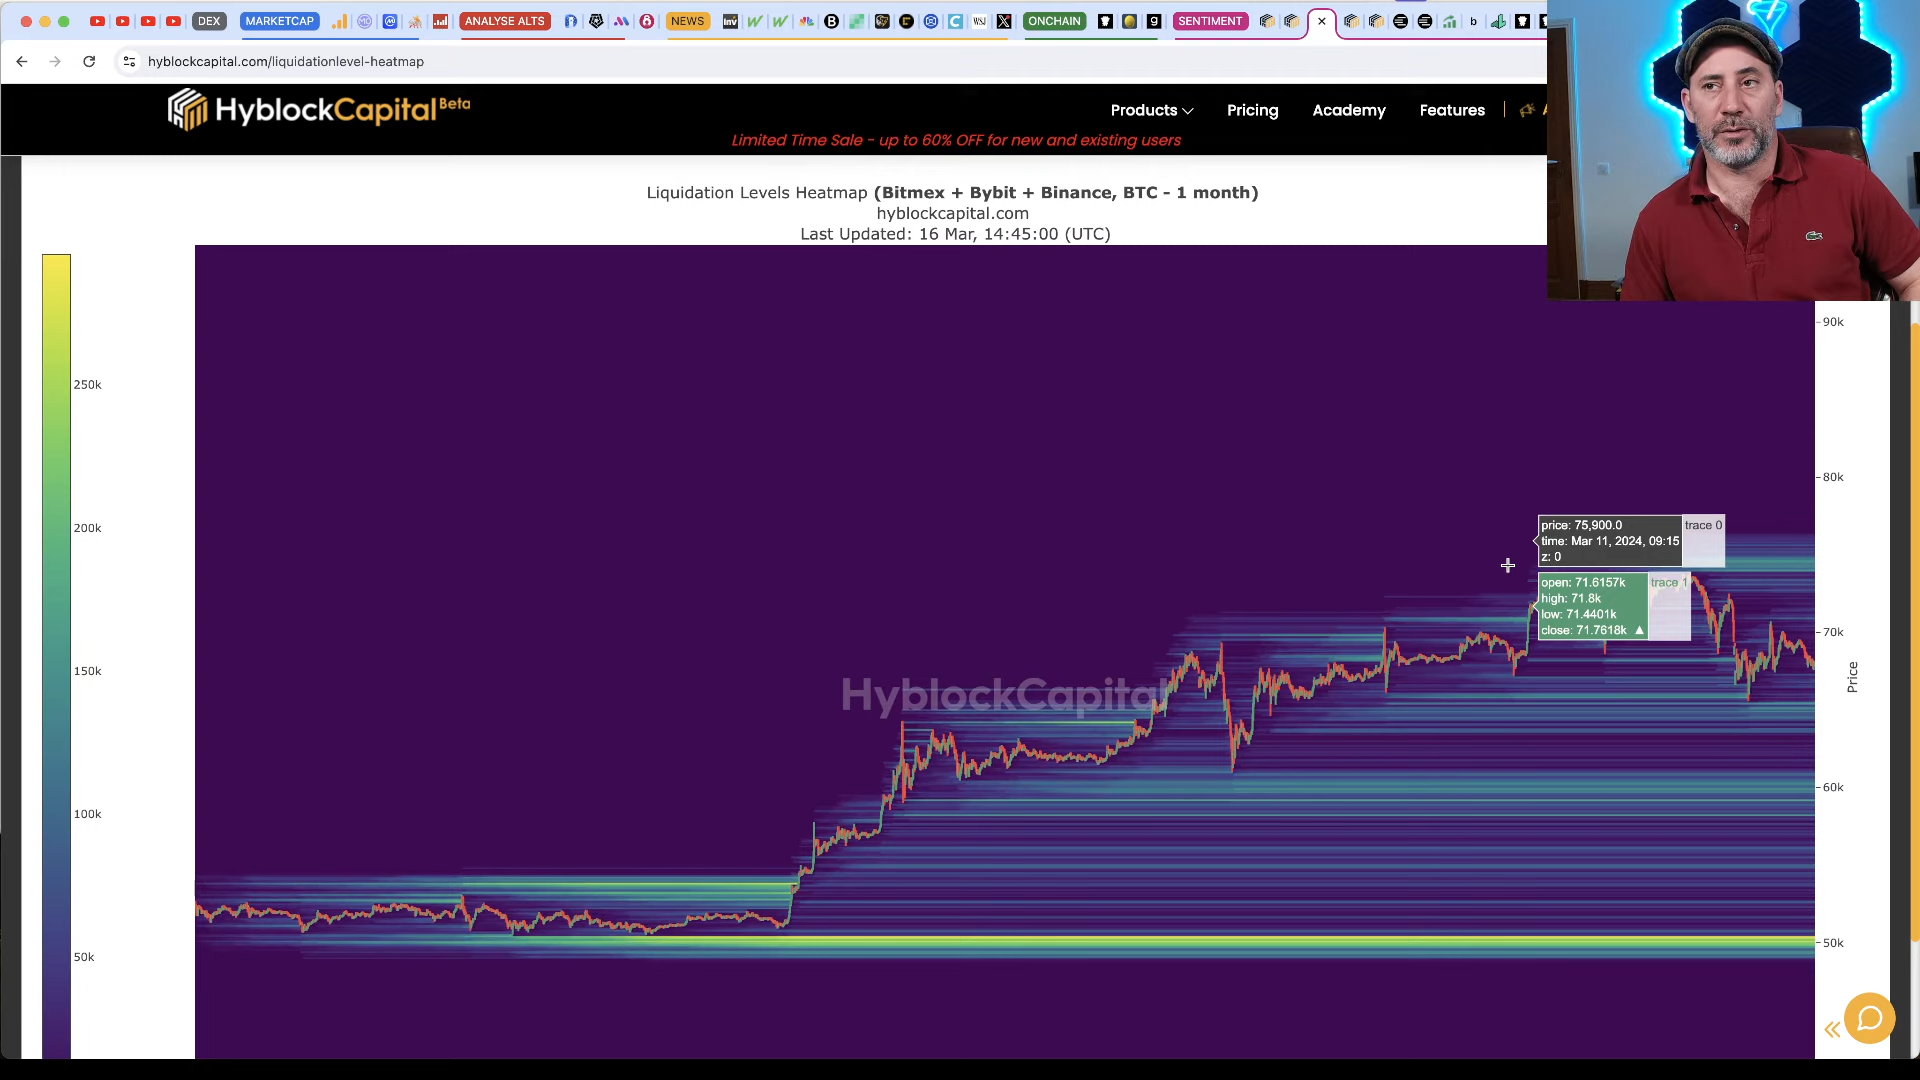 DEX
MARKETCAP
ANALYSE ALTS
NEWS
ONCHAIN
SENTIMENT
hyblockcapital.com/liquidationlevel-heatmap
HyblockCapital Beta
Products
Pricing
Academy
Features
Limited Time Sale - up to 60% OFF for new and existing users
Liquidation Levels Heatmap (Bitmex + Bybit + Binance, BTC - 1 month)
hyblockcapital.com
Last Updated: 16 Mar, 14:45:00 (UTC)
250k
200k
150k
100k
50k
90k
80k
70k
60k
50k
Price
price: 75,900.0
time: Mar 11, 2024, 09:15
z: 0
trace 0
open: 71.6157k
high: 71.8k
low: 71.4401k
close: 71.7618k ▲
trace 1
HyblockCapital